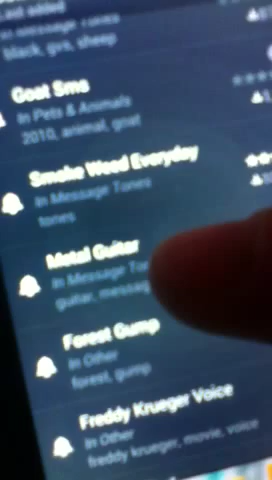 Last added
black, gvs, sheep
Goat Sms
In Pets & Animals
2010, animal, goat
Smoke Weed Everyday
In Message Tones
tones
Metal Guiter
In Message
guitar,
Forest Gump
In Other
forest, gump
Freddy Krueger Voice
In Other
freddy krueger, movie, voice